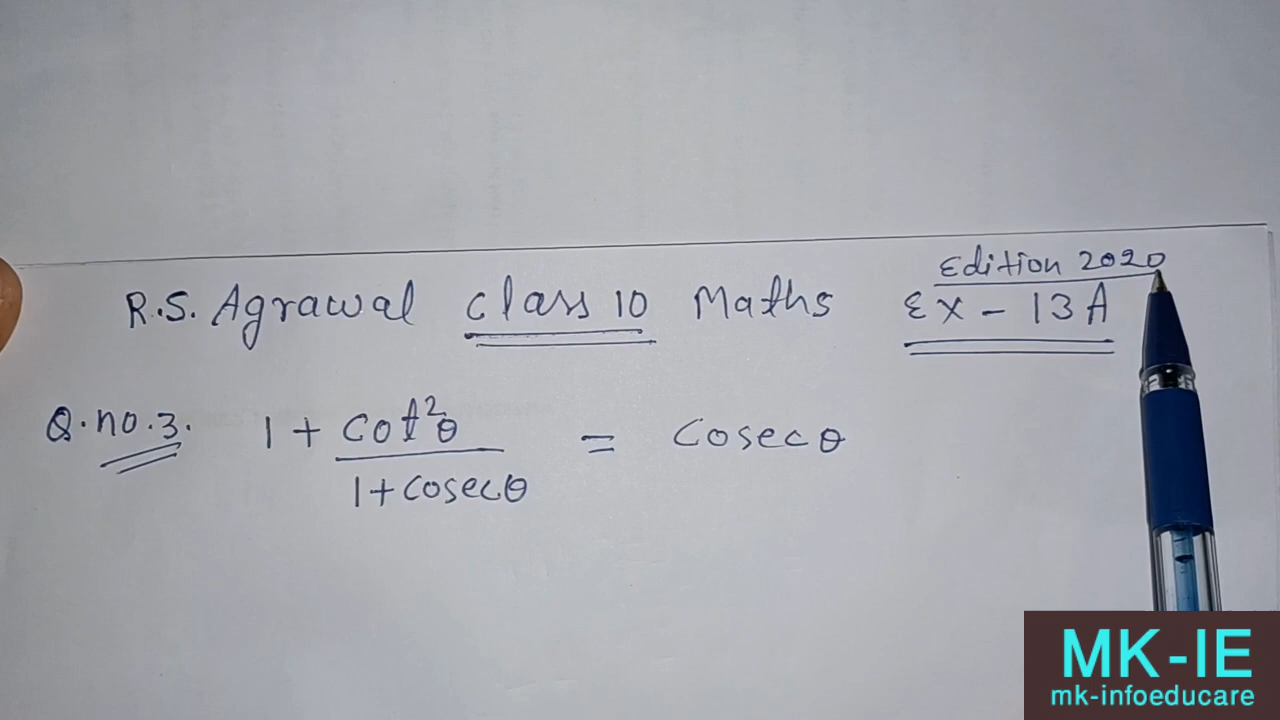 Edition 2020
R.S. Agrawal class 10 Maths Ex - 13A
Q.no.3. 1 + cot²θ / 1+cosecθ = cosecθ
MK-IE
mk-infoeducare